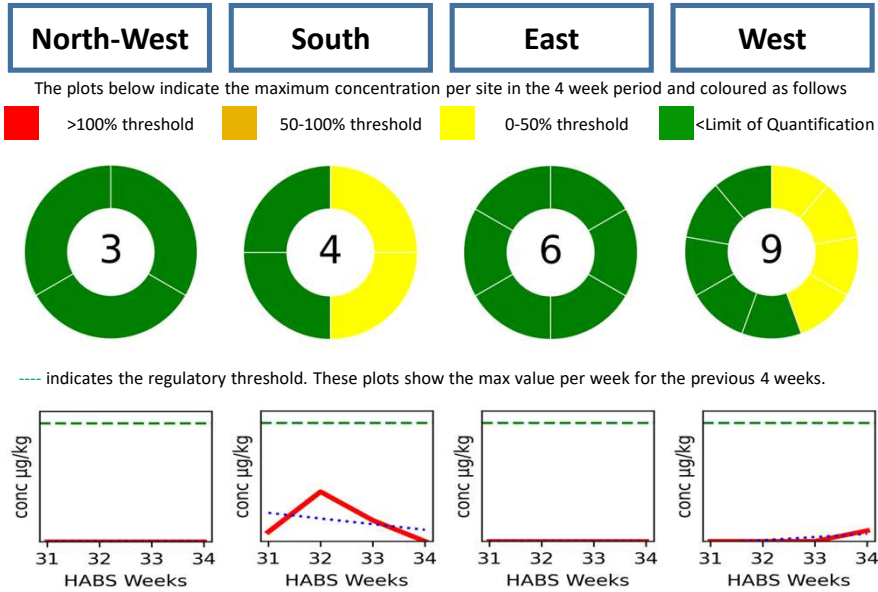 North-West South East West
The plots below indicate the maximum concentration per site in the 4 week period and coloured as follows
>100% threshold 50-100% threshold 0-50% threshold <Limit of Quantification
3 4 6 9
---- indicates the regulatory threshold. These plots show the max value per week for the previous 4 weeks.
conc µg/kg conc µg/kg conc µg/kg conc µg/kg
31 32 33 34 31 32 33 34 31 32 33 34 31 32 33 34
HABS Weeks HABS Weeks HABS Weeks HABS Weeks